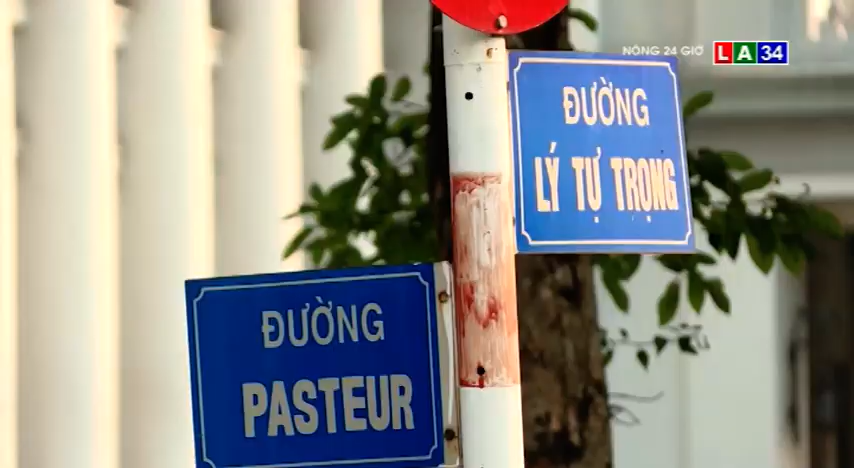 NÓNG 24 GIỜ LA34
ĐƯỜNG
LÝ TỰ TRỌNG
ĐƯỜNG
PASTEUR